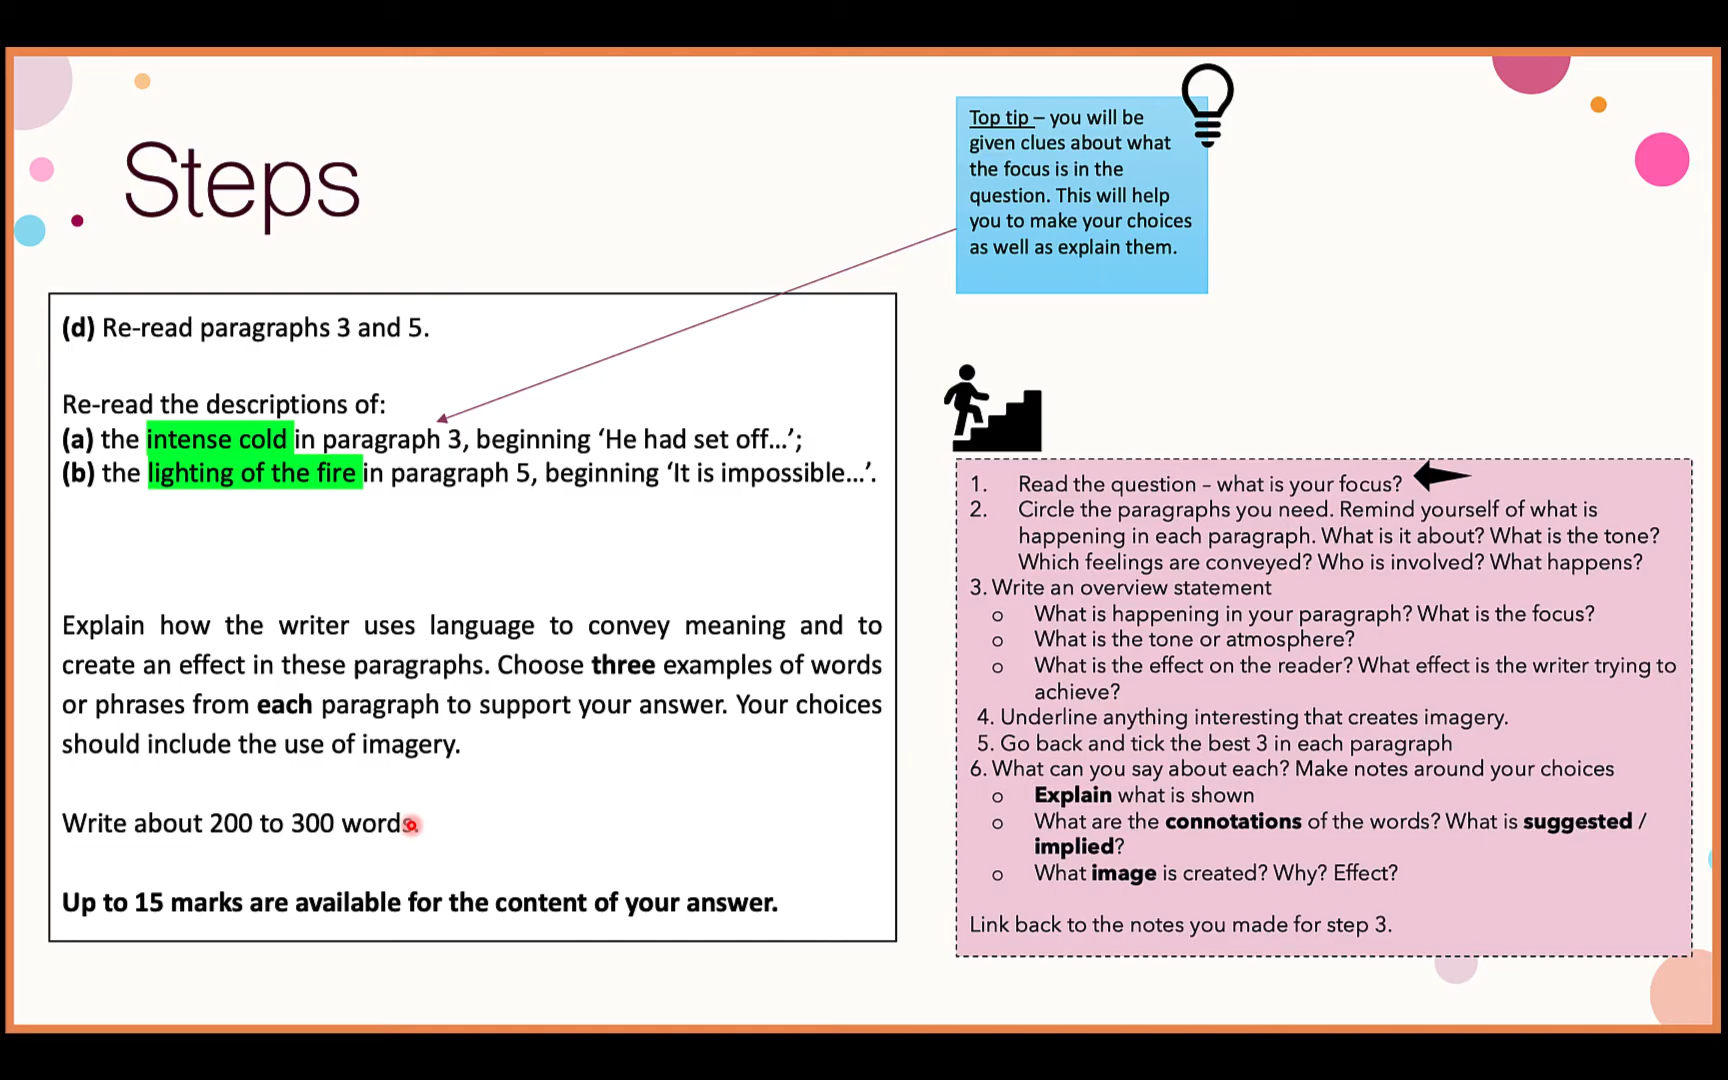 Steps
Top tip – you will be
given clues about what
the focus is in the
question. This will help
you to make your choices
as well as explain them.
(d) Re-read paragraphs 3 and 5.
Re-read the descriptions of:
(a) the intense cold in paragraph 3, beginning ‘He had set off…’;
(b) the lighting of the fire in paragraph 5, beginning ‘It is impossible…’.
Explain how the writer uses language to convey meaning and to
create an effect in these paragraphs. Choose three examples of words
or phrases from each paragraph to support your answer. Your choices
should include the use of imagery.
Write about 200 to 300 words.
Up to 15 marks are available for the content of your answer.
1. Read the question – what is your focus?
2. Circle the paragraphs you need. Remind yourself of what is
happening in each paragraph. What is it about? What is the tone?
Which feelings are conveyed? Who is involved? What happens?
3. Write an overview statement
o What is happening in your paragraph? What is the focus?
o What is the tone or atmosphere?
o What is the effect on the reader? What effect is the writer trying to
achieve?
4. Underline anything interesting that creates imagery.
5. Go back and tick the best 3 in each paragraph
6. What can you say about each? Make notes around your choices
o Explain what is shown
o What are the connotations of the words? What is suggested /
implied?
o What image is created? Why? Effect?
Link back to the notes you made for step 3.